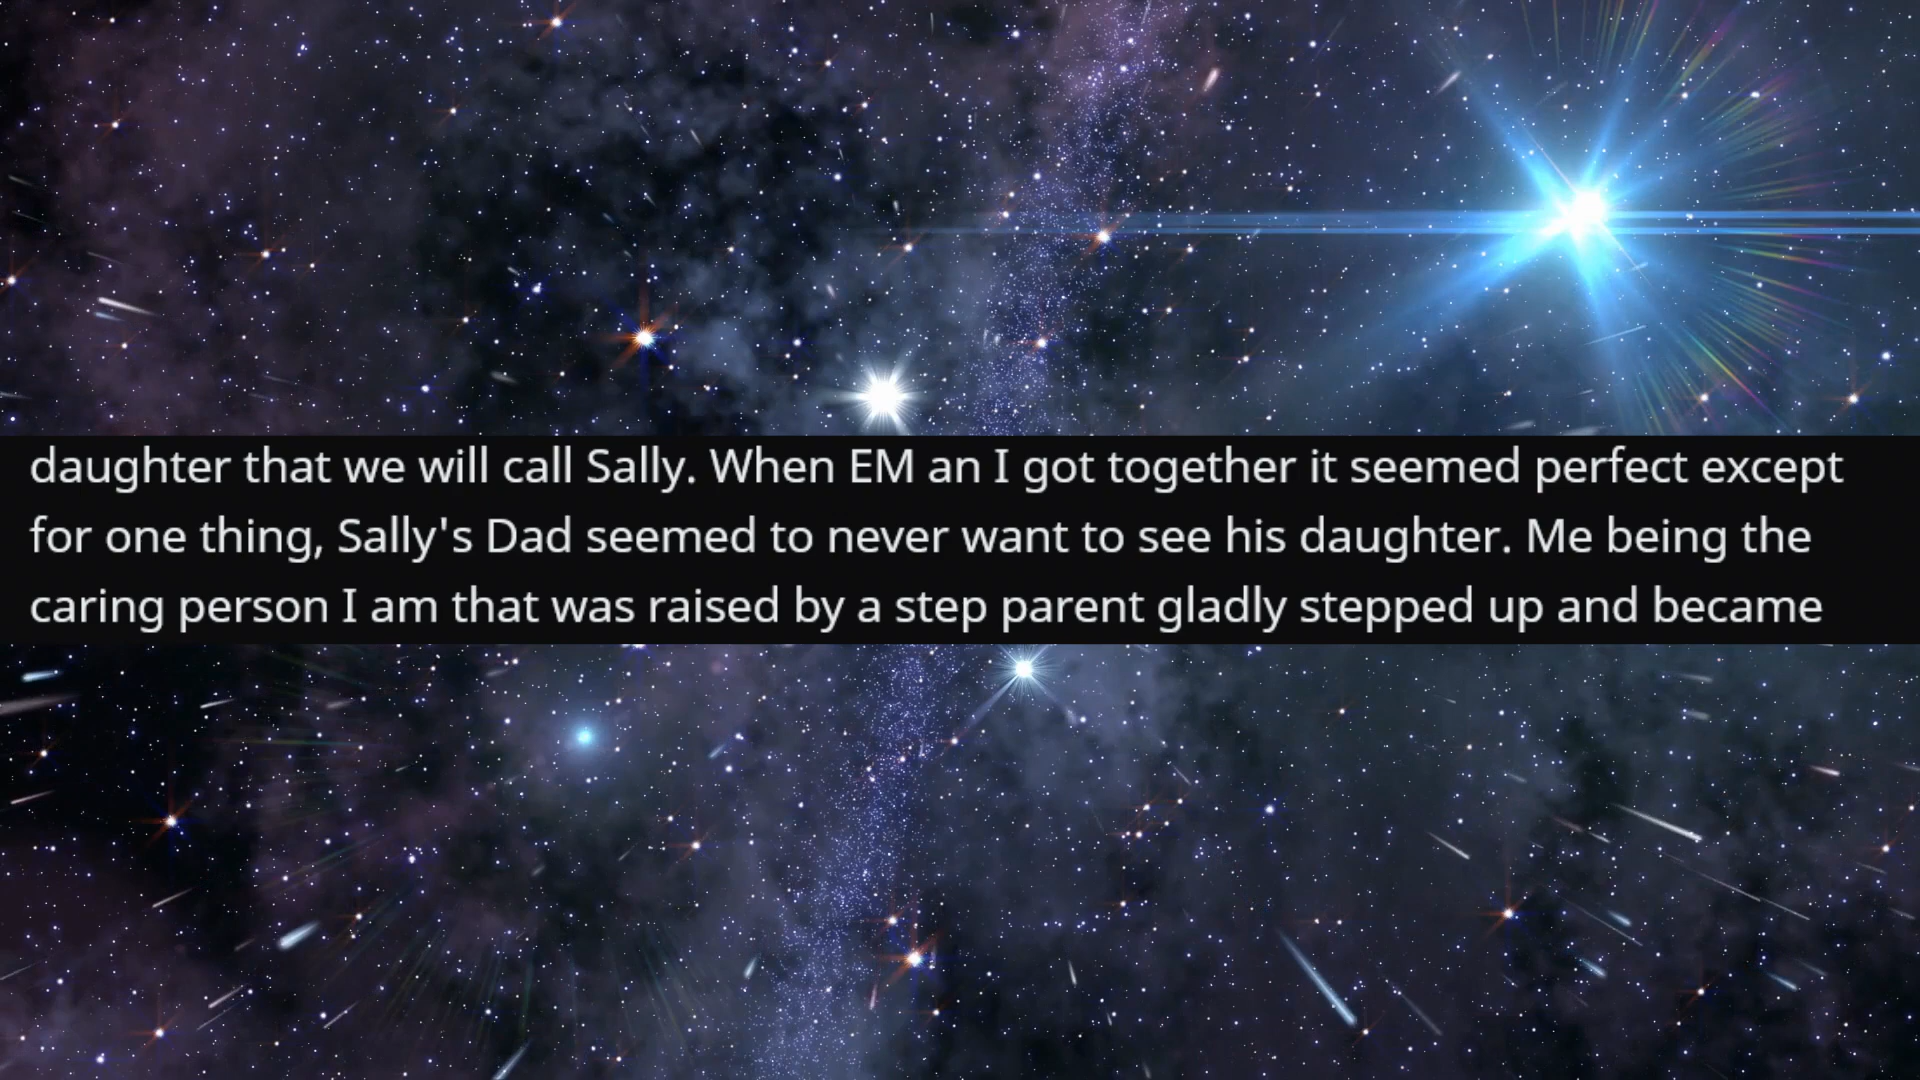 daughter that we will call Sally. When EM an I got together it seemed perfect except
for one thing, Sally's Dad seemed to never want to see his daughter. Me being the
caring person I am that was raised by a step parent gladly stepped up and became